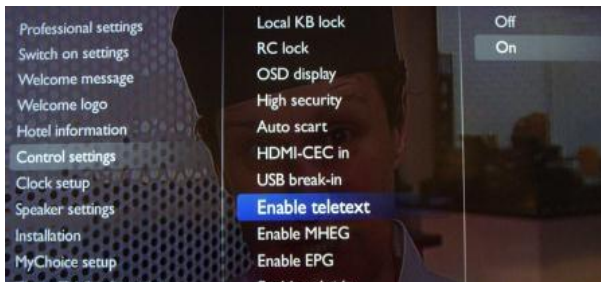 Professional settings
Switch on settings
Welcome message
Welcome logo
Hotel information
Control settings
Clock setup
Speaker settings
Installation
MyChoice setup
Local KB lock
RC lock
OSD display
High security
Auto scart
HDMI-CEC in
USB break-in
Enable teletext
Enable MHEG
Enable EPG
Off
On